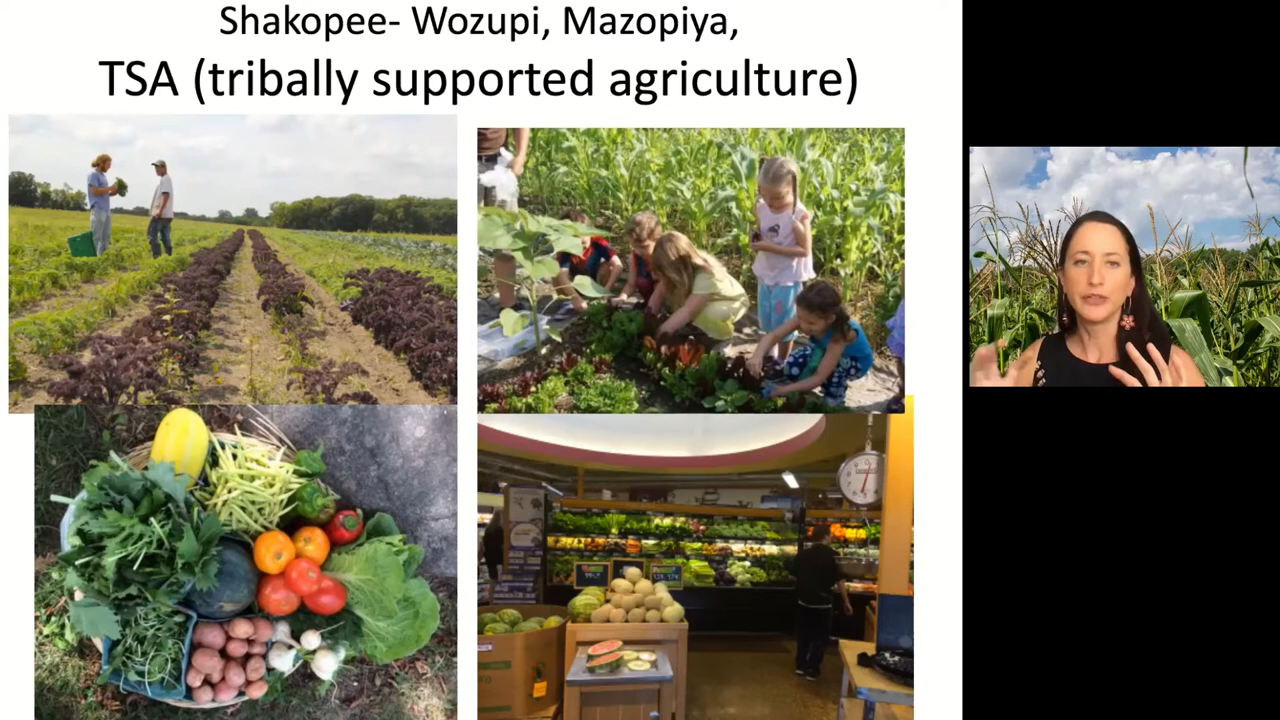 Shakopee- Wozupi, Mazopiya,
TSA (tribally supported agriculture)